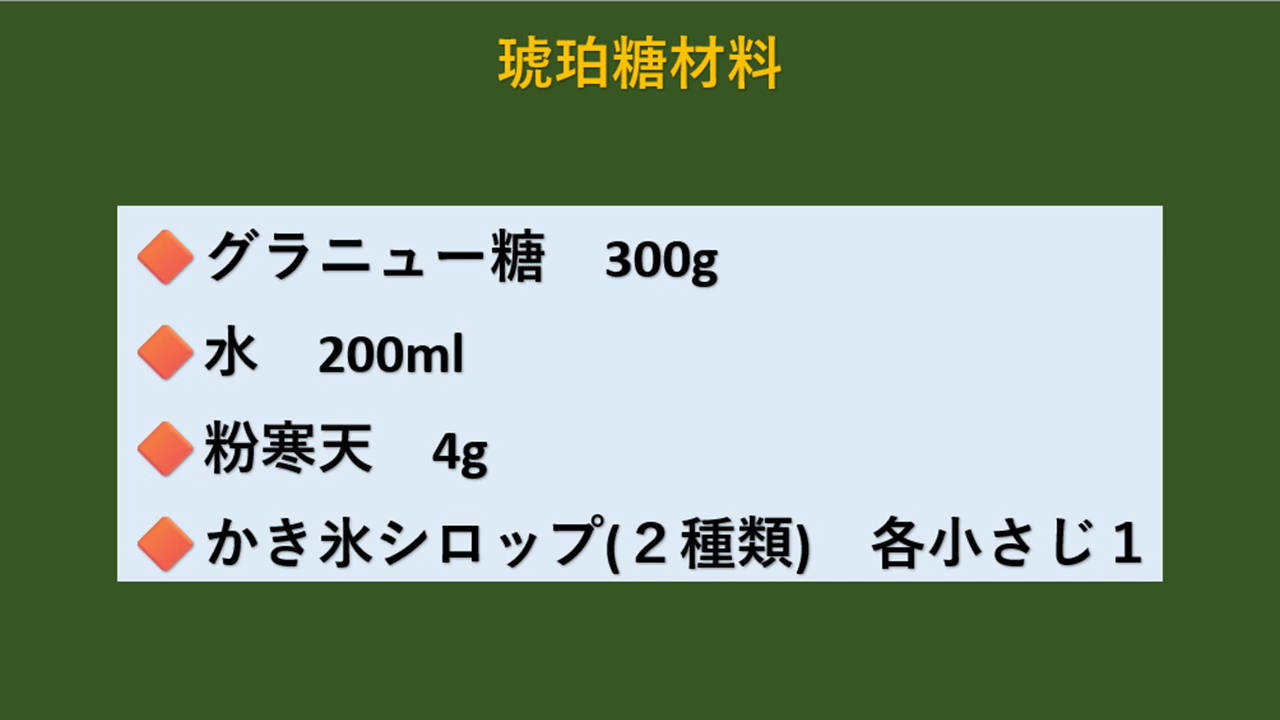 琥珀糖材料
グラニュー糖　300g
水　200ml
粉寒天　4g
かき氷シロップ(２種類)　各小さじ１